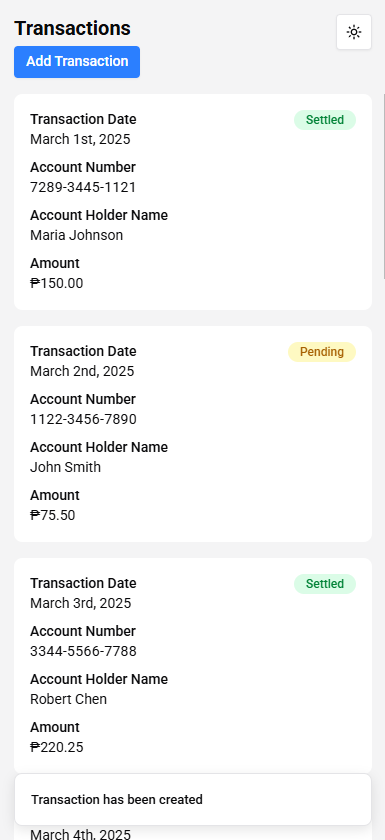 Transactions
Add Transaction
Transaction Date
Settled
March 1st, 2025
Account Number
7289-3445-1121
Account Holder Name
Maria Johnson
Amount
₱150.00
Transaction Date
Pending
March 2nd, 2025
Account Number
1122-3456-7890
Account Holder Name
John Smith
Amount
₱75.50
Transaction Date
Settled
March 3rd, 2025
Account Number
3344-5566-7788
Account Holder Name
Robert Chen
Amount
₱220.25
Transaction has been created
March 4th, 2025